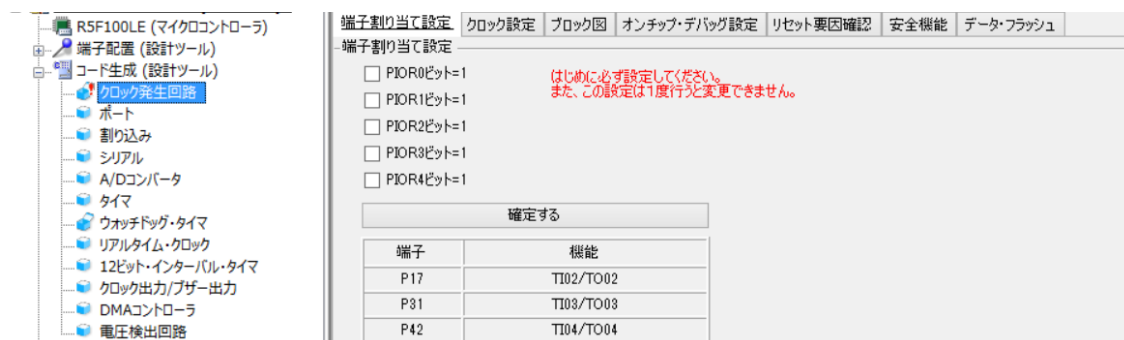 R5F100LE (マイクロコントローラ)
端子配置 (設計ツール)
コード生成 (設計ツール)
クロック発生回路
ポート
割り込み
シリアル
A/Dコンバータ
タイマ
ウォッチドッグ・タイマ
リアルタイム・クロック
12ビット・インターバル・タイマ
クロック出力/ブザー出力
DMAコントローラ
電圧検出回路
端子割り当て設定 クロック設定 ブロック図 オンチップ・デバッグ設定 リセット要因確認 安全機能 データ・フラッシュ
端子割り当て設定
PIOR0ビット=1
PIOR1ビット=1
PIOR2ビット=1
PIOR3ビット=1
PIOR4ビット=1
はじめに必ず設定してください。
また、この設定は1度行うと変更できません。
確定する
端子 機能
P17 TI02/TO02
P31 TI03/TO03
P42 TI04/TO04